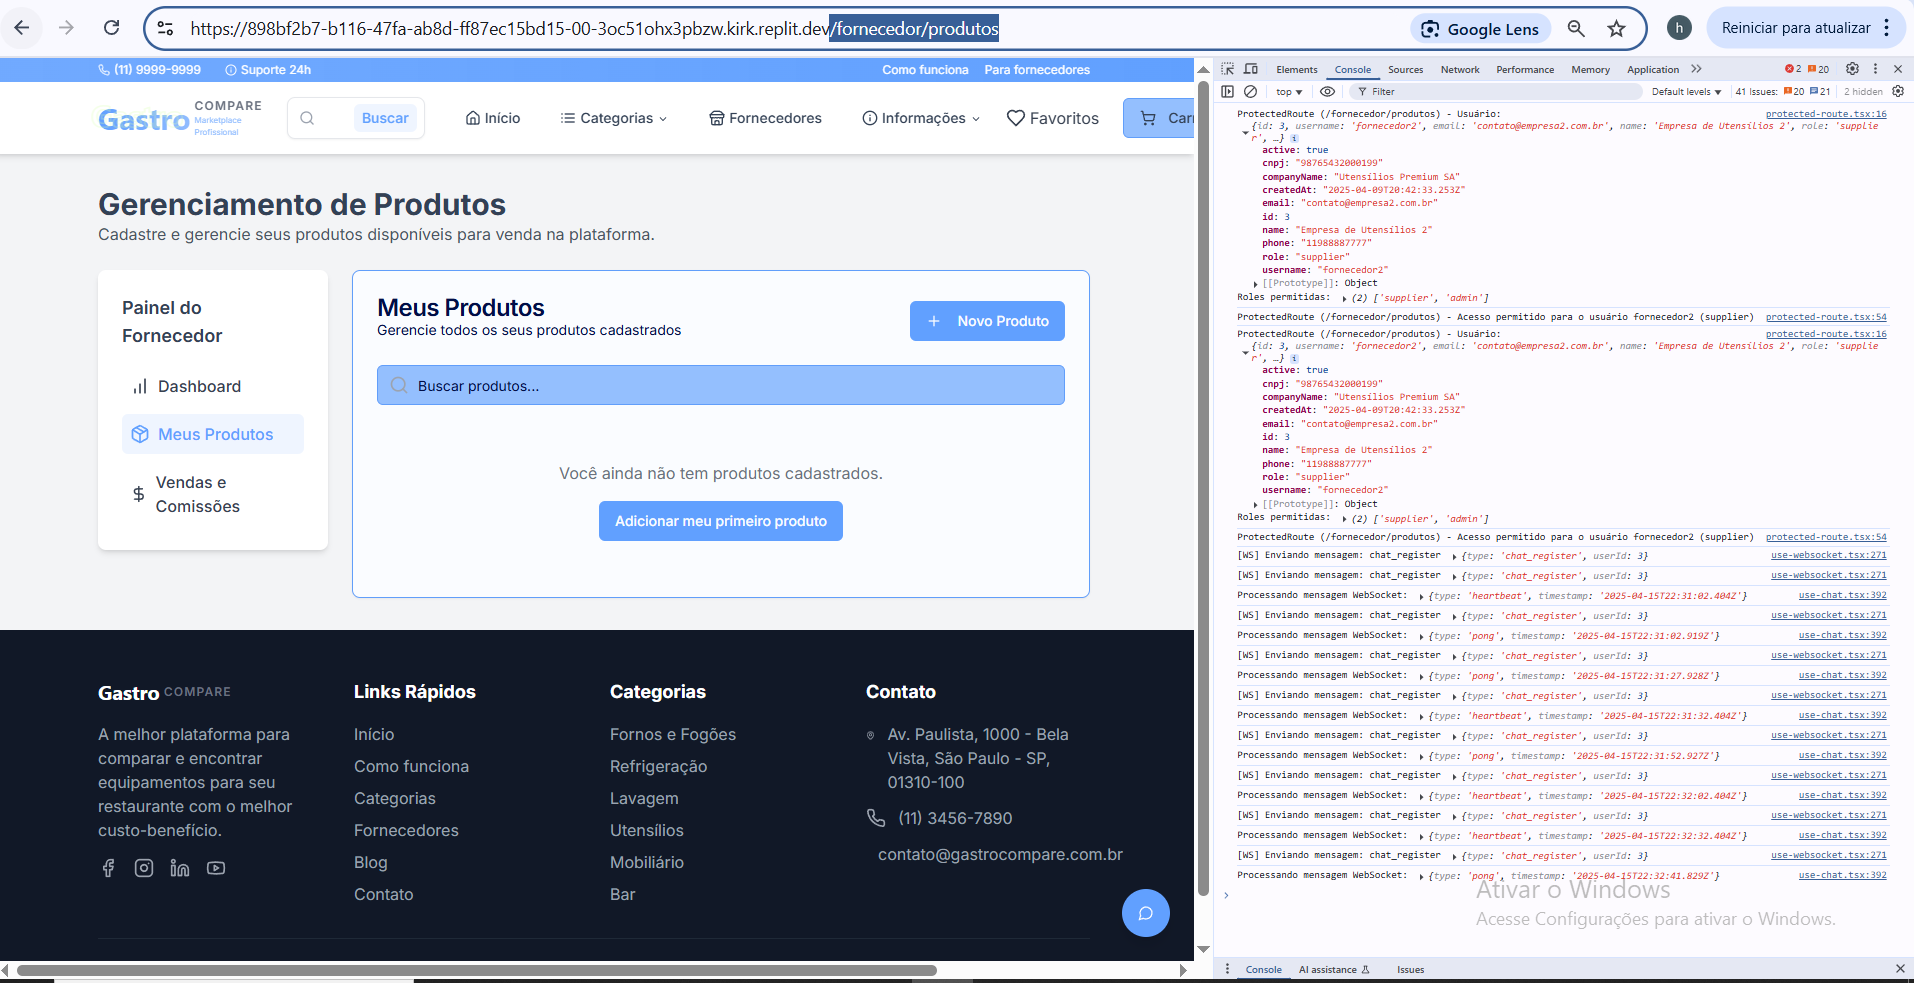 https://898bf2b7-b116-47fa-ab8d-ff87ec15bd15-00-3oc51ohx3pbzw.kirk.replit.dev/fornecedor/produtos
Google Lens
h
Reiniciar para atualizar
(11) 9999-9999
Suporte 24h
Como funciona
Para fornecedores
Gastro
COMPARE
Marketplace
Profissional
Buscar
Início
Categorias
Fornecedores
Informações
Favoritos
Carr
Gerenciamento de Produtos
Cadastre e gerencie seus produtos disponíveis para venda na plataforma.
Painel do
Fornecedor
Dashboard
Meus Produtos
Vendas e
Comissões
Meus Produtos
Gerencie todos os seus produtos cadastrados
Novo Produto
Buscar produtos...
Você ainda não tem produtos cadastrados.
Adicionar meu primeiro produto
Gastro COMPARE
A melhor plataforma para
comparar e encontrar
equipamentos para seu
restaurante com o melhor
custo-benefício.
Links Rápidos
Início
Como funciona
Categorias
Fornecedores
Blog
Contato
Categorias
Fornos e Fogões
Refrigeração
Lavagem
Utensílios
Mobiliário
Bar
Contato
Av. Paulista, 1000 - Bela
Vista, São Paulo - SP,
01310-100
(11) 3456-7890
contato@gastrocompare.com.br
Elements Console Sources Network Performance Memory Application 2 20
top Filter Default levels 41 Issues: 20 21 2 hidden
ProtectedRoute (/fornecedor/produtos) - Usuário: protected-route.tsx:16
{id: 3, username: 'fornecedor2', email: 'contato@empresa2.com.br', name: 'Empresa de Utensílios 2', role: 'supplie
r', …}
active: true
cnpj: "98765432000199"
companyName: "Utensílios Premium SA"
createdAt: "2025-04-09T20:42:33.253Z"
email: "contato@empresa2.com.br"
id: 3
name: "Empresa de Utensílios 2"
phone: "11988887777"
role: "supplier"
username: "fornecedor2"
[[Prototype]]: Object
Roles permitidas: (2) ['supplier', 'admin']
ProtectedRoute (/fornecedor/produtos) - Acesso permitido para o usuário fornecedor2 (supplier) protected-route.tsx:54
ProtectedRoute (/fornecedor/produtos) - Usuário: protected-route.tsx:16
{id: 3, username: 'fornecedor2', email: 'contato@empresa2.com.br', name: 'Empresa de Utensílios 2', role: 'supplie
r', …}
active: true
cnpj: "98765432000199"
companyName: "Utensílios Premium SA"
createdAt: "2025-04-09T20:42:33.253Z"
email: "contato@empresa2.com.br"
id: 3
name: "Empresa de Utensílios 2"
phone: "11988887777"
role: "supplier"
username: "fornecedor2"
[[Prototype]]: Object
Roles permitidas: (2) ['supplier', 'admin']
ProtectedRoute (/fornecedor/produtos) - Acesso permitido para o usuário fornecedor2 (supplier) protected-route.tsx:54
[WS] Enviando mensagem: chat_register {type: 'chat_register', userId: 3} use-websocket.tsx:271
[WS] Enviando mensagem: chat_register {type: 'chat_register', userId: 3} use-websocket.tsx:271
Processando mensagem WebSocket: {type: 'heartbeat', timestamp: '2025-04-15T22:31:02.404Z'} use-chat.tsx:392
[WS] Enviando mensagem: chat_register {type: 'chat_register', userId: 3} use-websocket.tsx:271
Processando mensagem WebSocket: {type: 'pong', timestamp: '2025-04-15T22:31:02.919Z'} use-chat.tsx:392
[WS] Enviando mensagem: chat_register {type: 'chat_register', userId: 3} use-websocket.tsx:271
Processando mensagem WebSocket: {type: 'pong', timestamp: '2025-04-15T22:31:27.928Z'} use-chat.tsx:392
[WS] Enviando mensagem: chat_register {type: 'chat_register', userId: 3} use-websocket.tsx:271
Processando mensagem WebSocket: {type: 'heartbeat', timestamp: '2025-04-15T22:31:32.404Z'} use-chat.tsx:392
[WS] Enviando mensagem: chat_register {type: 'chat_register', userId: 3} use-websocket.tsx:271
Processando mensagem WebSocket: {type: 'pong', timestamp: '2025-04-15T22:31:52.927Z'} use-chat.tsx:392
[WS] Enviando mensagem: chat_register {type: 'chat_register', userId: 3} use-websocket.tsx:271
Processando mensagem WebSocket: {type: 'heartbeat', timestamp: '2025-04-15T22:32:02.404Z'} use-chat.tsx:392
[WS] Enviando mensagem: chat_register {type: 'chat_register', userId: 3} use-websocket.tsx:271
Processando mensagem WebSocket: {type: 'heartbeat', timestamp: '2025-04-15T22:32:32.404Z'} use-chat.tsx:392
[WS] Enviando mensagem: chat_register {type: 'chat_register', userId: 3} use-websocket.tsx:271
Processando mensagem WebSocket: {type: 'pong', timestamp: '2025-04-15T22:32:41.829Z'} use-chat.tsx:392
Ativar o Windows
Acesse Configurações para ativar o Windows.
Console AI assistance Issues